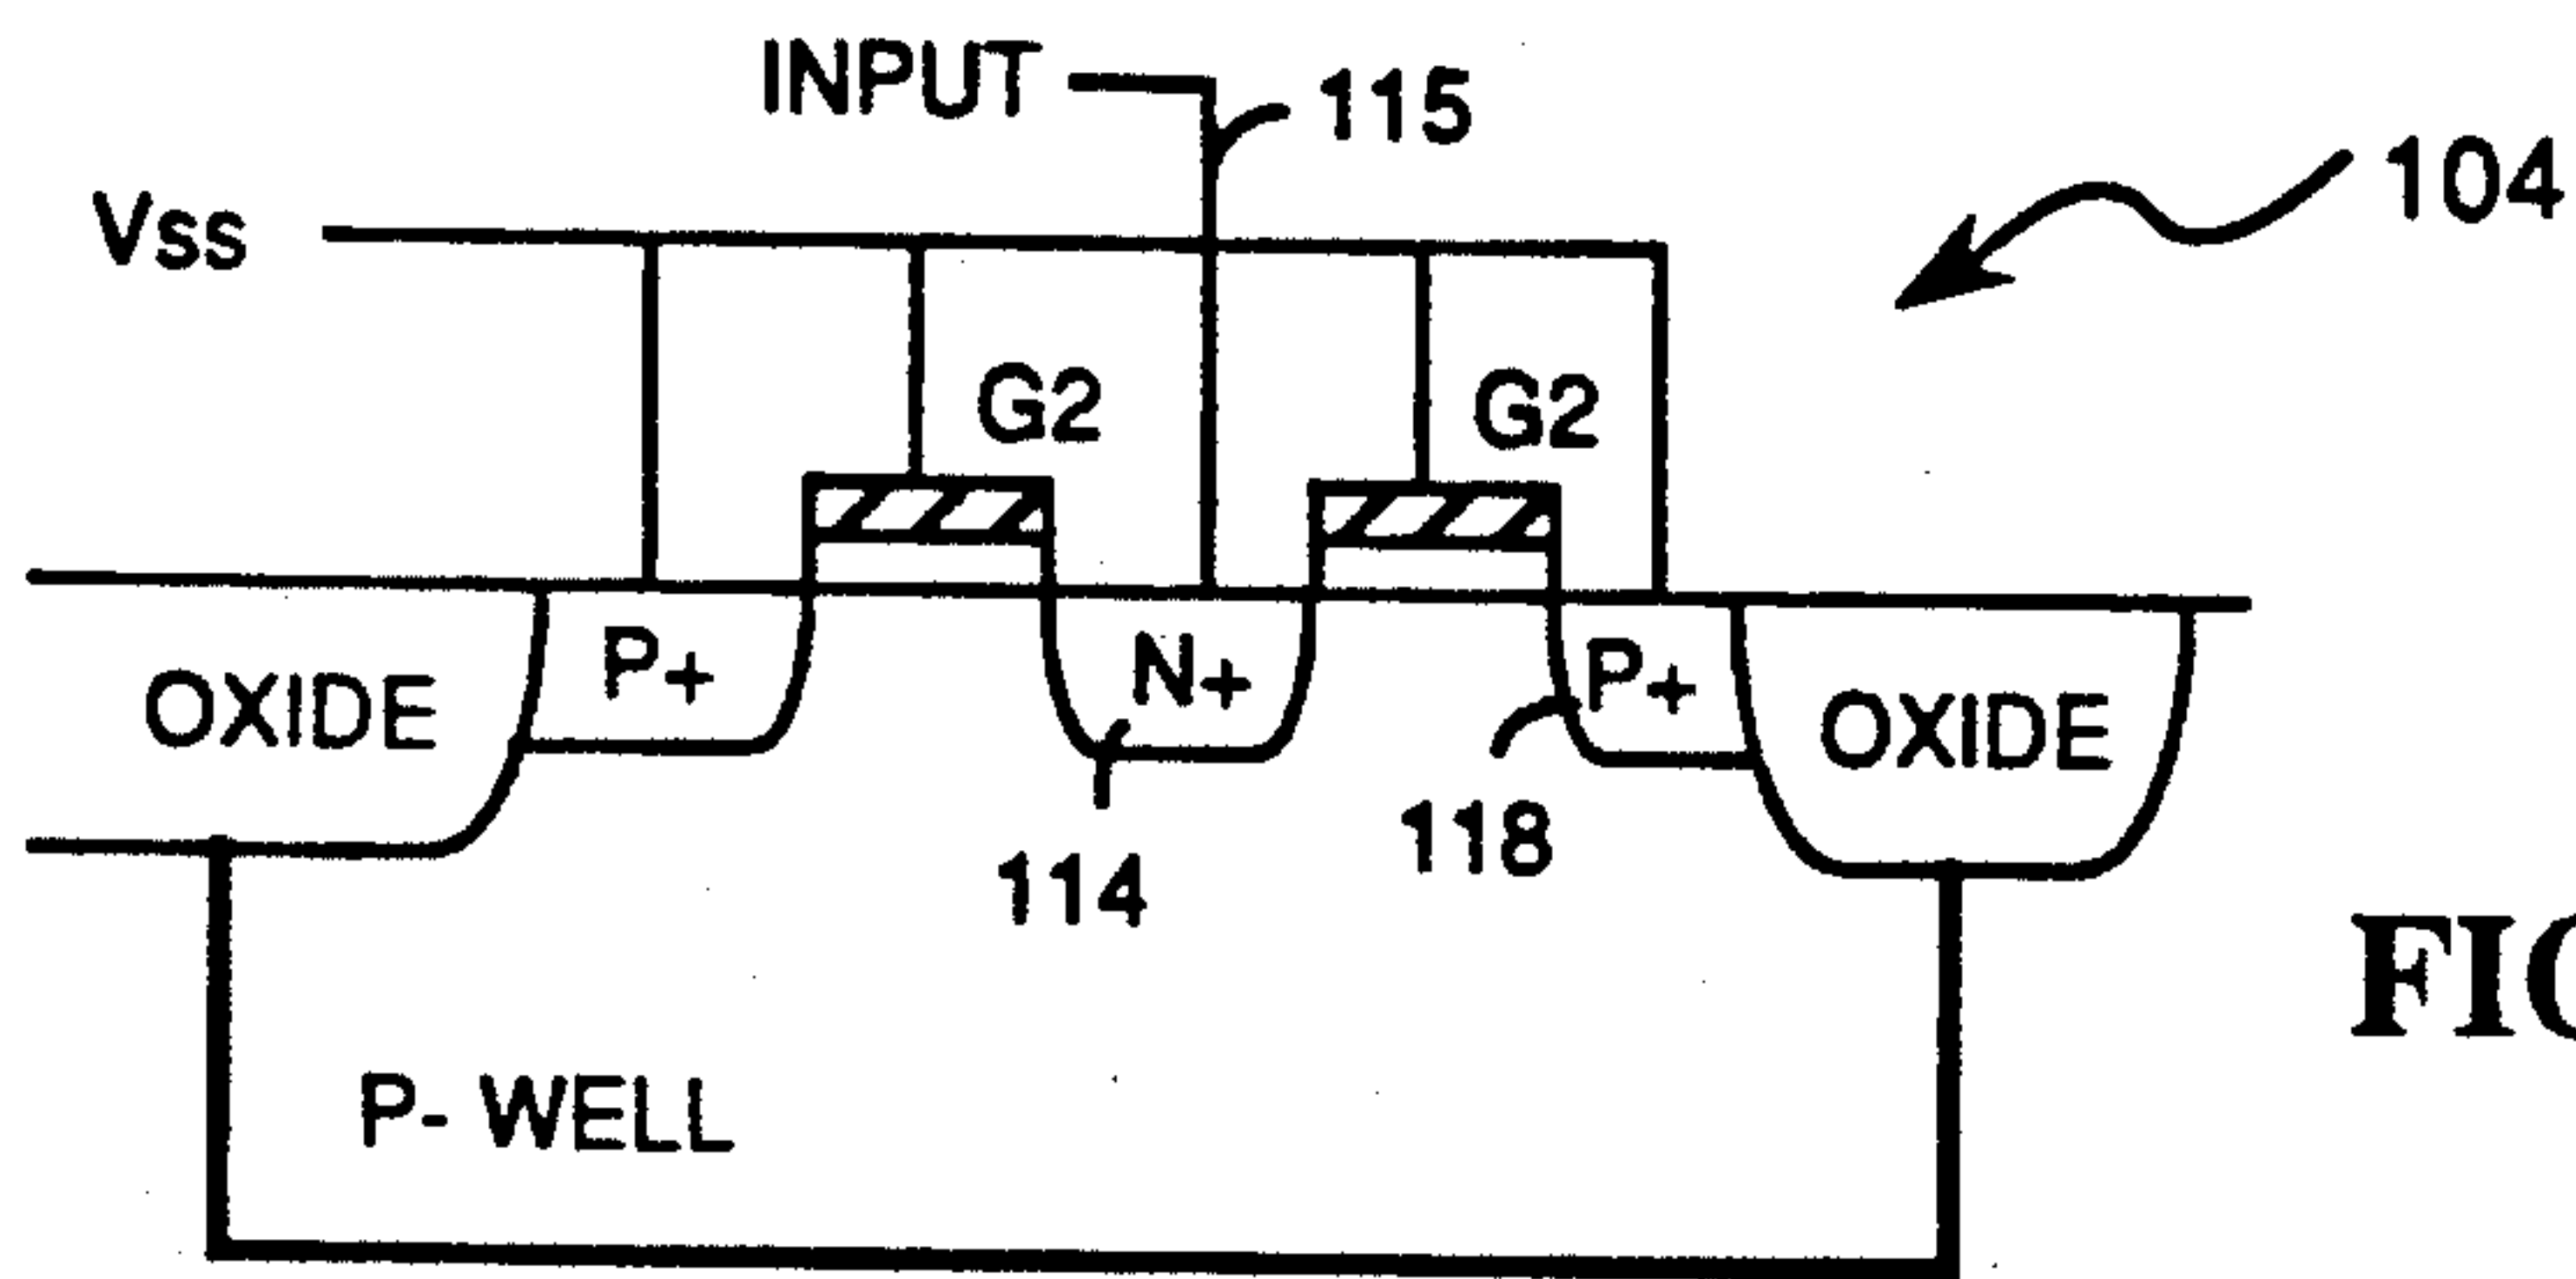 INPUT
115
104
Vss
G2
G2
P+
N+
P+
OXIDE
OXIDE
118
114
P- WELL